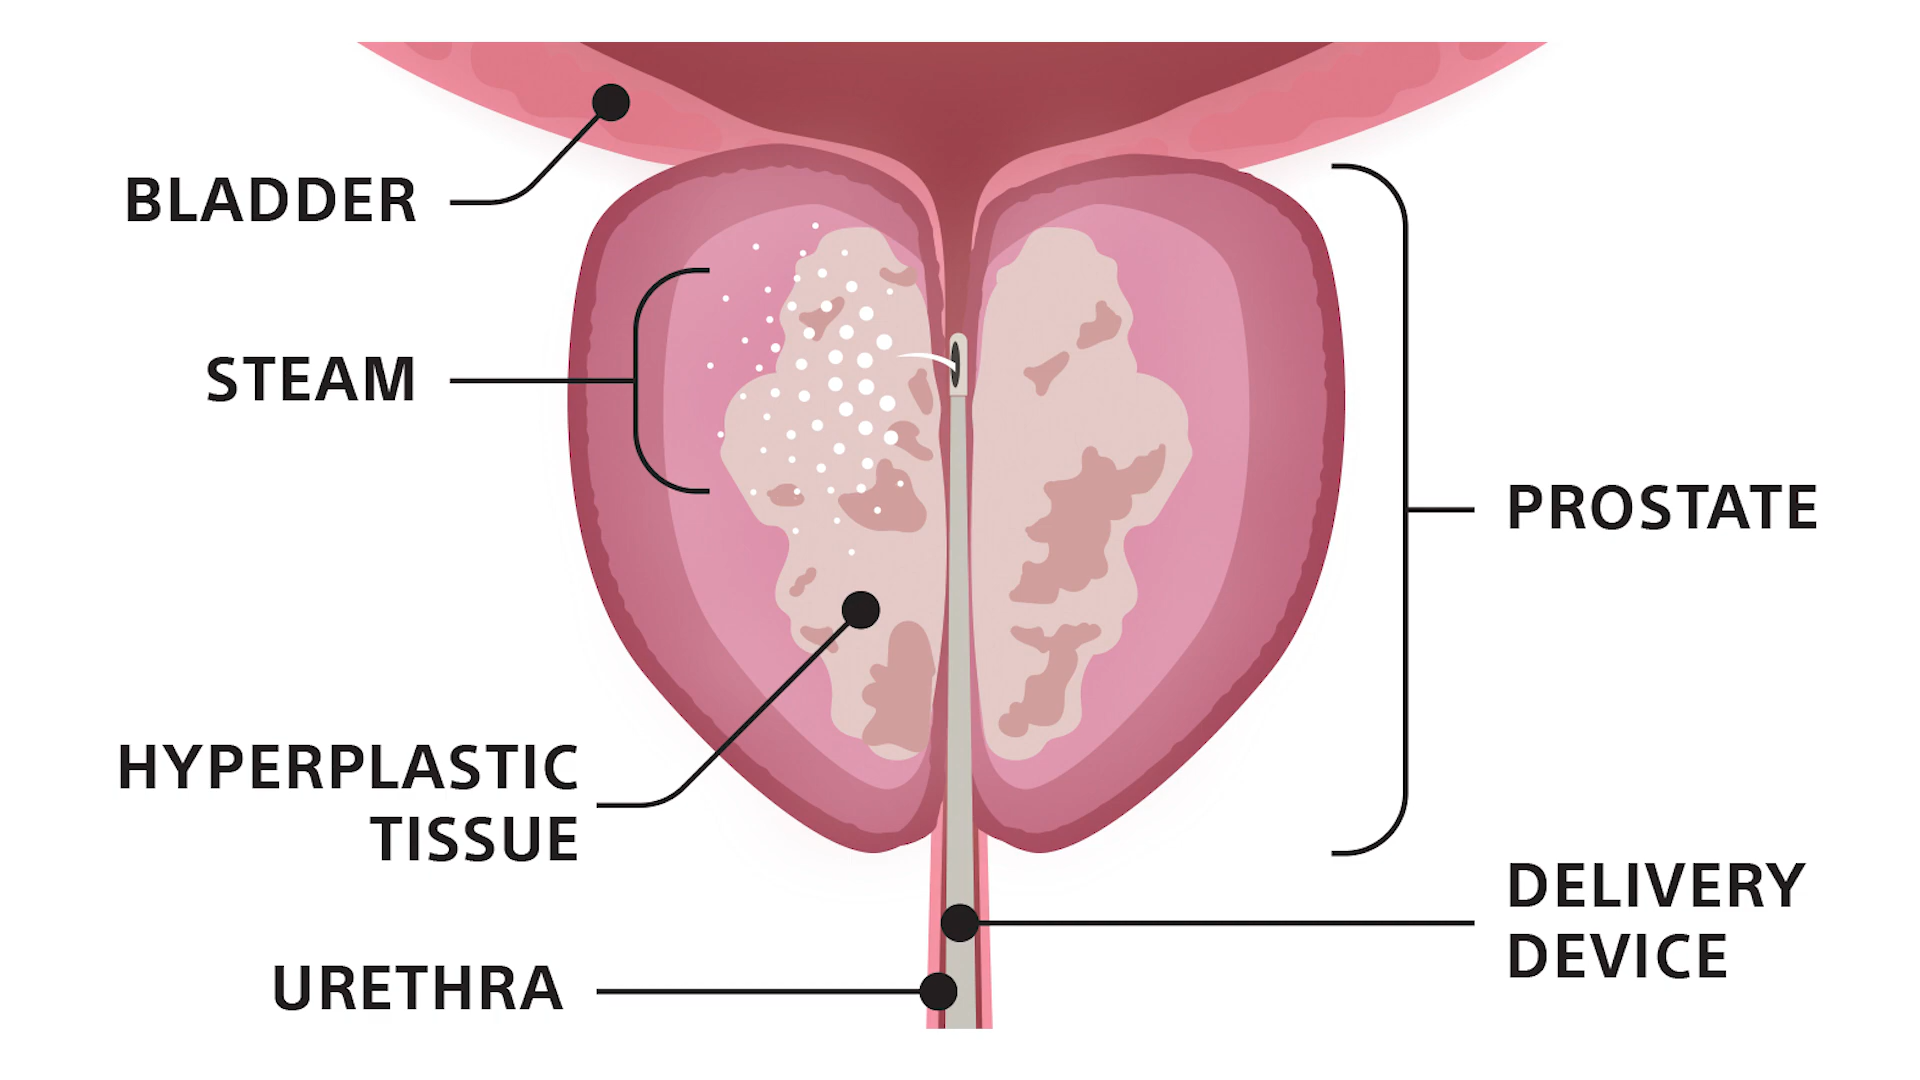 BLADDER
STEAM
HYPERPLASTIC
TISSUE
URETHRA
PROSTATE
DELIVERY
DEVICE